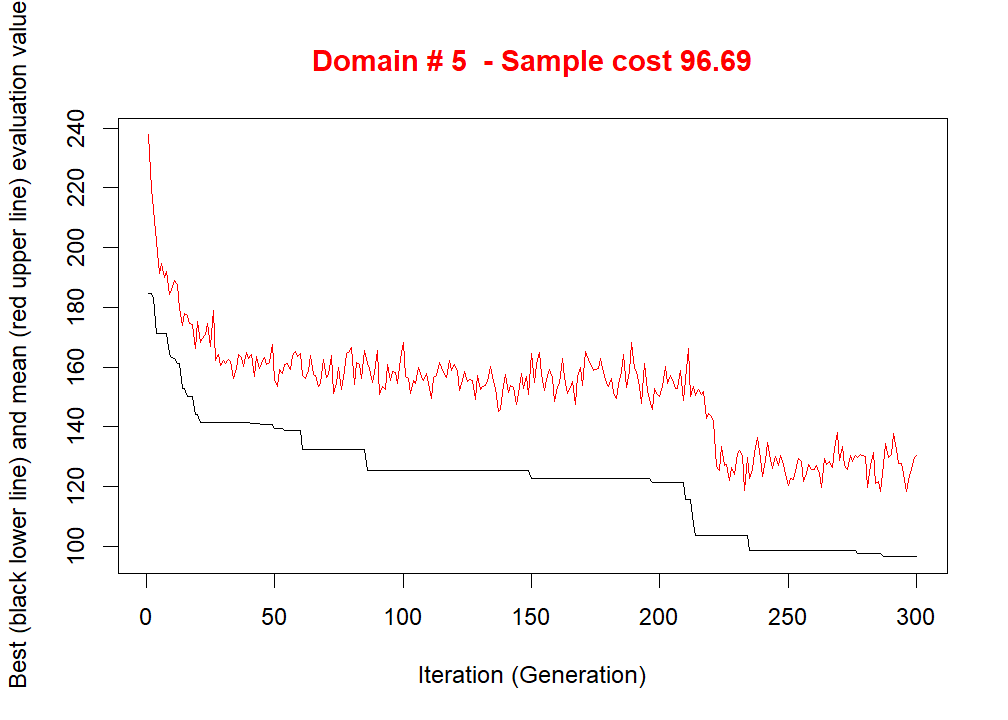 Domain # 5  - Sample cost 96.69
Best (black lower line) and mean (red upper line) evaluation value
240
220
200
180
160
140
120
100
0 50 100 150 200 250 300
Iteration (Generation)